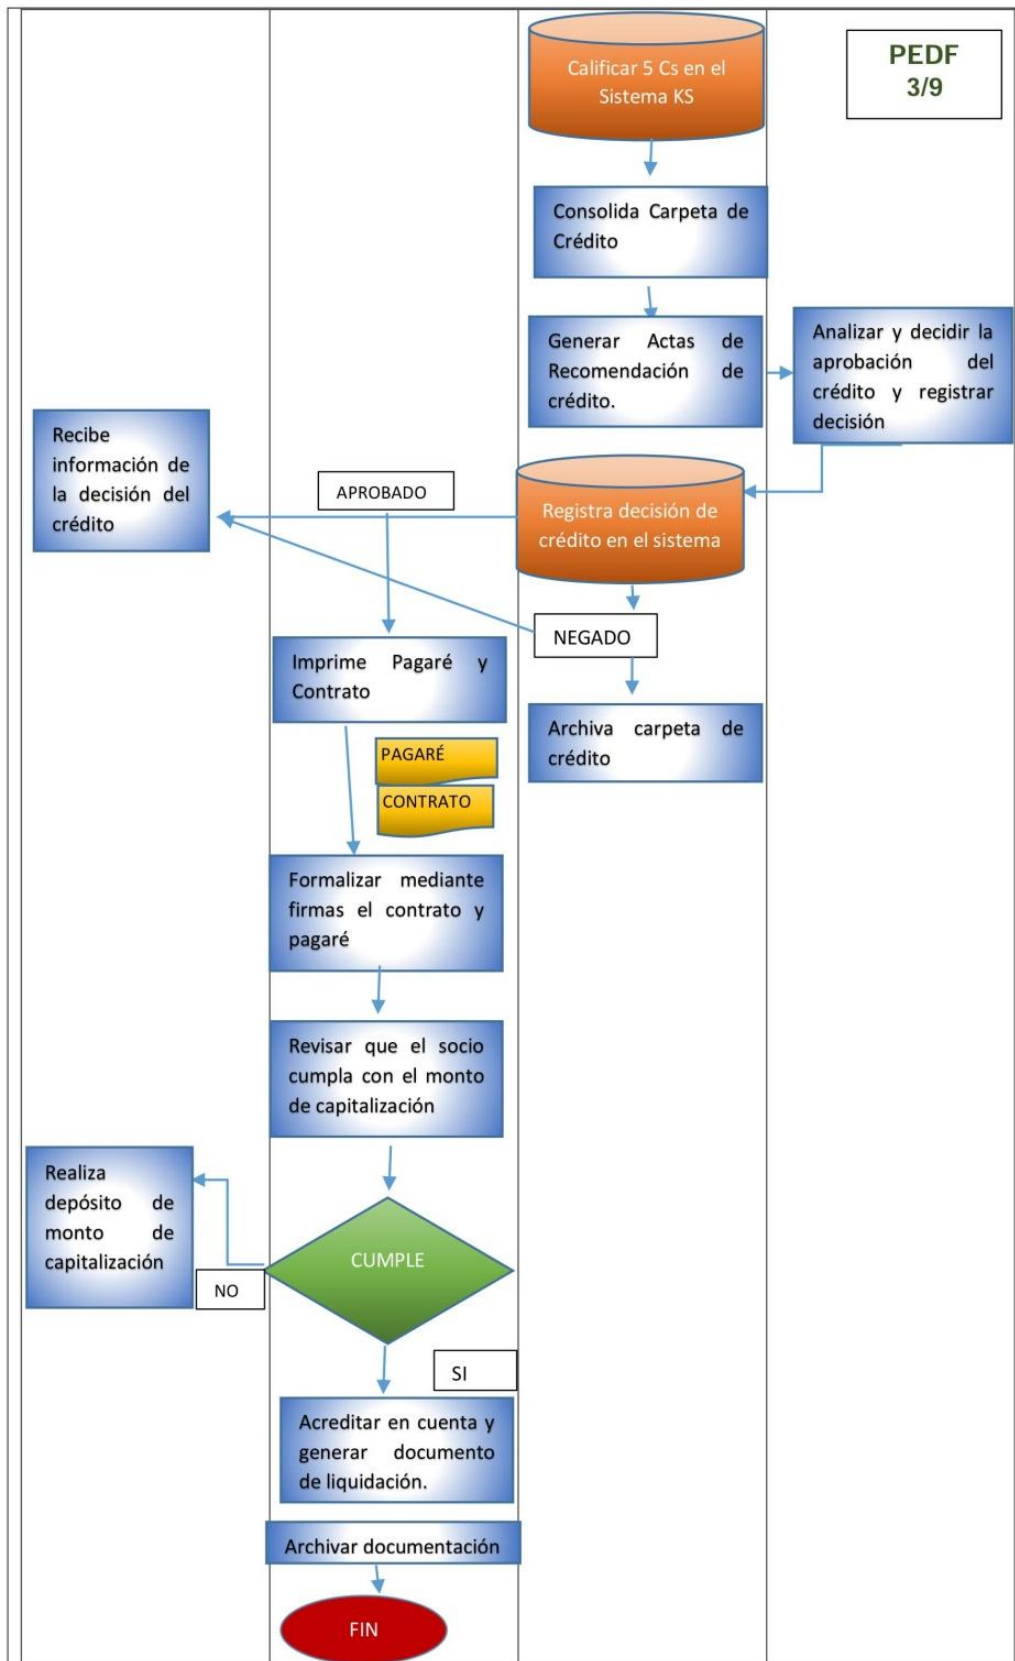 Calificar 5 Cs en el
Sistema KS
PEDF
3/9
Consolida Carpeta de
Crédito
Generar Actas de
Recomendación de
crédito.
Analizar y decidir la
aprobación del
crédito y registrar
decisión
Recibe
información de
la decisión del
crédito
APROBADO
Registra decisión de
crédito en el sistema
NEGADO
Imprime Pagaré y
Contrato
Archiva carpeta de
crédito
PAGARÉ
CONTRATO
Formalizar mediante
firmas el contrato y
pagaré
Revisar que el socio
cumpla con el monto
de capitalización
Realiza
depósito de
monto de
capitalización
CUMPLE
NO
SI
Acreditar en cuenta y
generar documento
de liquidación.
Archivar documentación
FIN